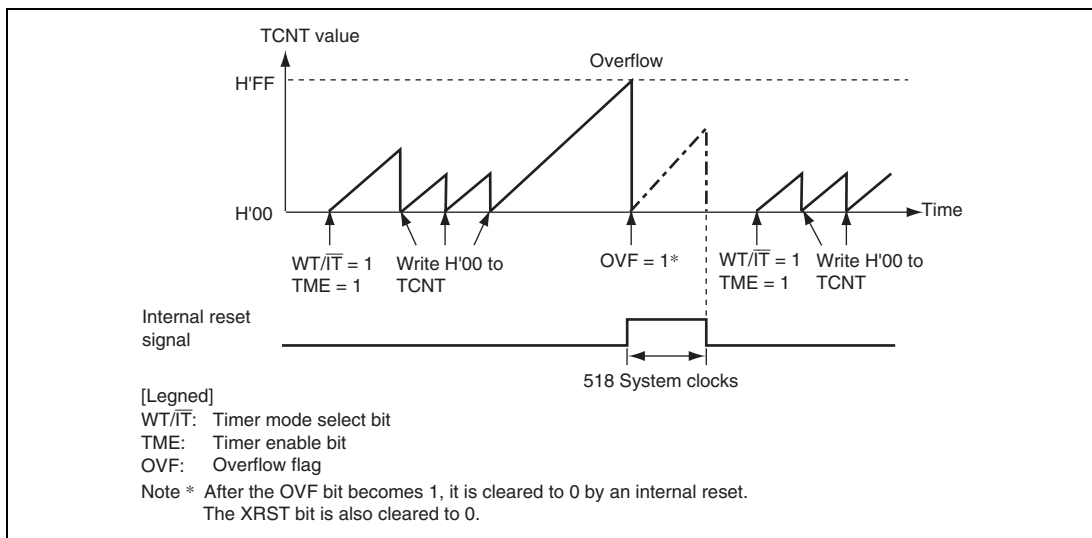 TCNT value
Overflow
H'FF
H'00
Time
WT/I̅T̅ = 1
TME = 1
Write H'00 to
TCNT
OVF = 1*
WT/I̅T̅ = 1
TME = 1
Write H'00 to
TCNT
Internal reset
signal
518 System clocks
[Legned]
WT/I̅T̅: Timer mode select bit
TME: Timer enable bit
OVF: Overflow flag
Note * After the OVF bit becomes 1, it is cleared to 0 by an internal reset.
The XRST bit is also cleared to 0.